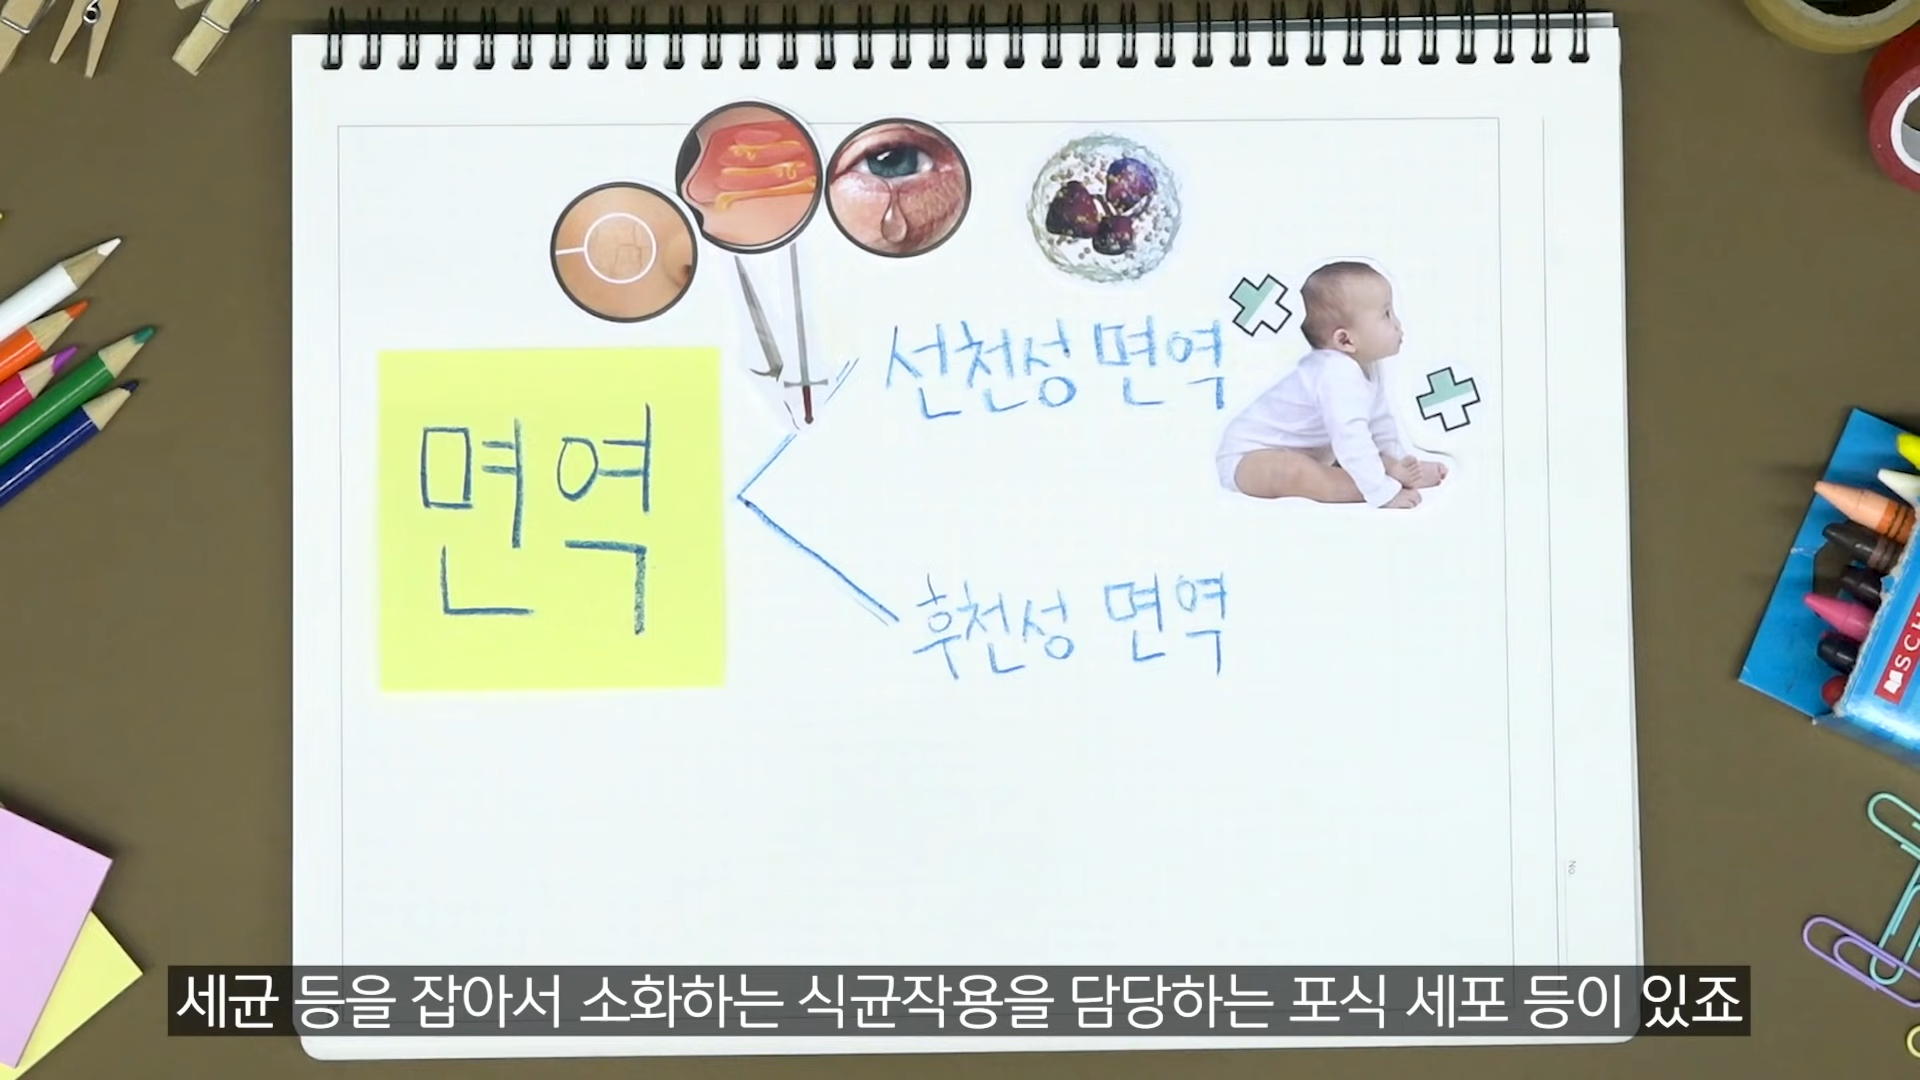 면역
선천성 면역
후천성 면역
No.
SCH
세균 등을 잡아서 소화하는 식균작용을 담당하는 포식 세포 등이 있죠